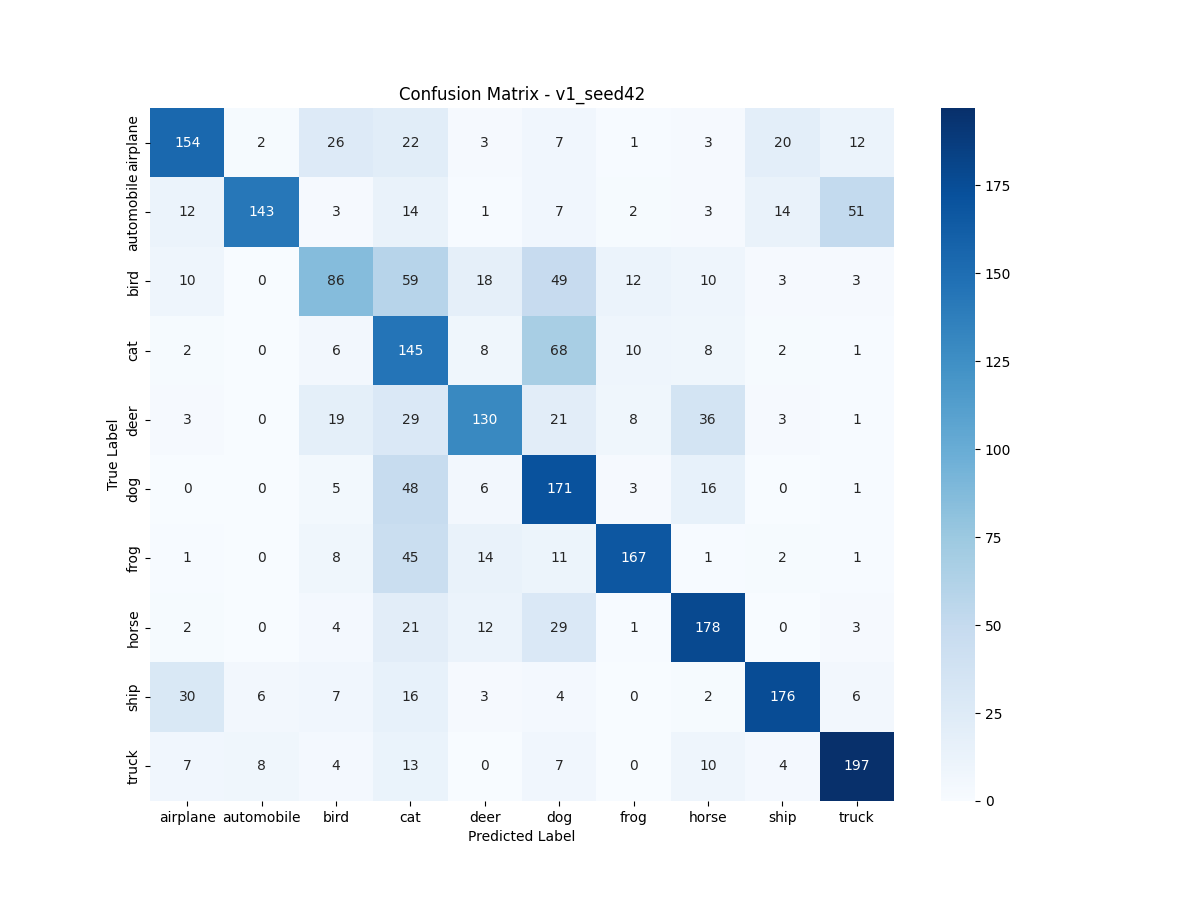 Confusion Matrix - v1_seed42
airplane 154 2 26 22 3 7 1 3 20 12
automobile 12 143 3 14 1 7 2 3 14 51
bird 10 0 86 59 18 49 12 10 3 3
cat 2 0 6 145 8 68 10 8 2 1
deer 3 0 19 29 130 21 8 36 3 1
dog 0 0 5 48 6 171 3 16 0 1
frog 1 0 8 45 14 11 167 1 2 1
horse 2 0 4 21 12 29 1 178 0 3
ship 30 6 7 16 3 4 0 2 176 6
truck 7 8 4 13 0 7 0 10 4 197
airplane automobile bird cat deer dog frog horse ship truck
Predicted Label
True Label
175
150
125
100
75
50
25
0